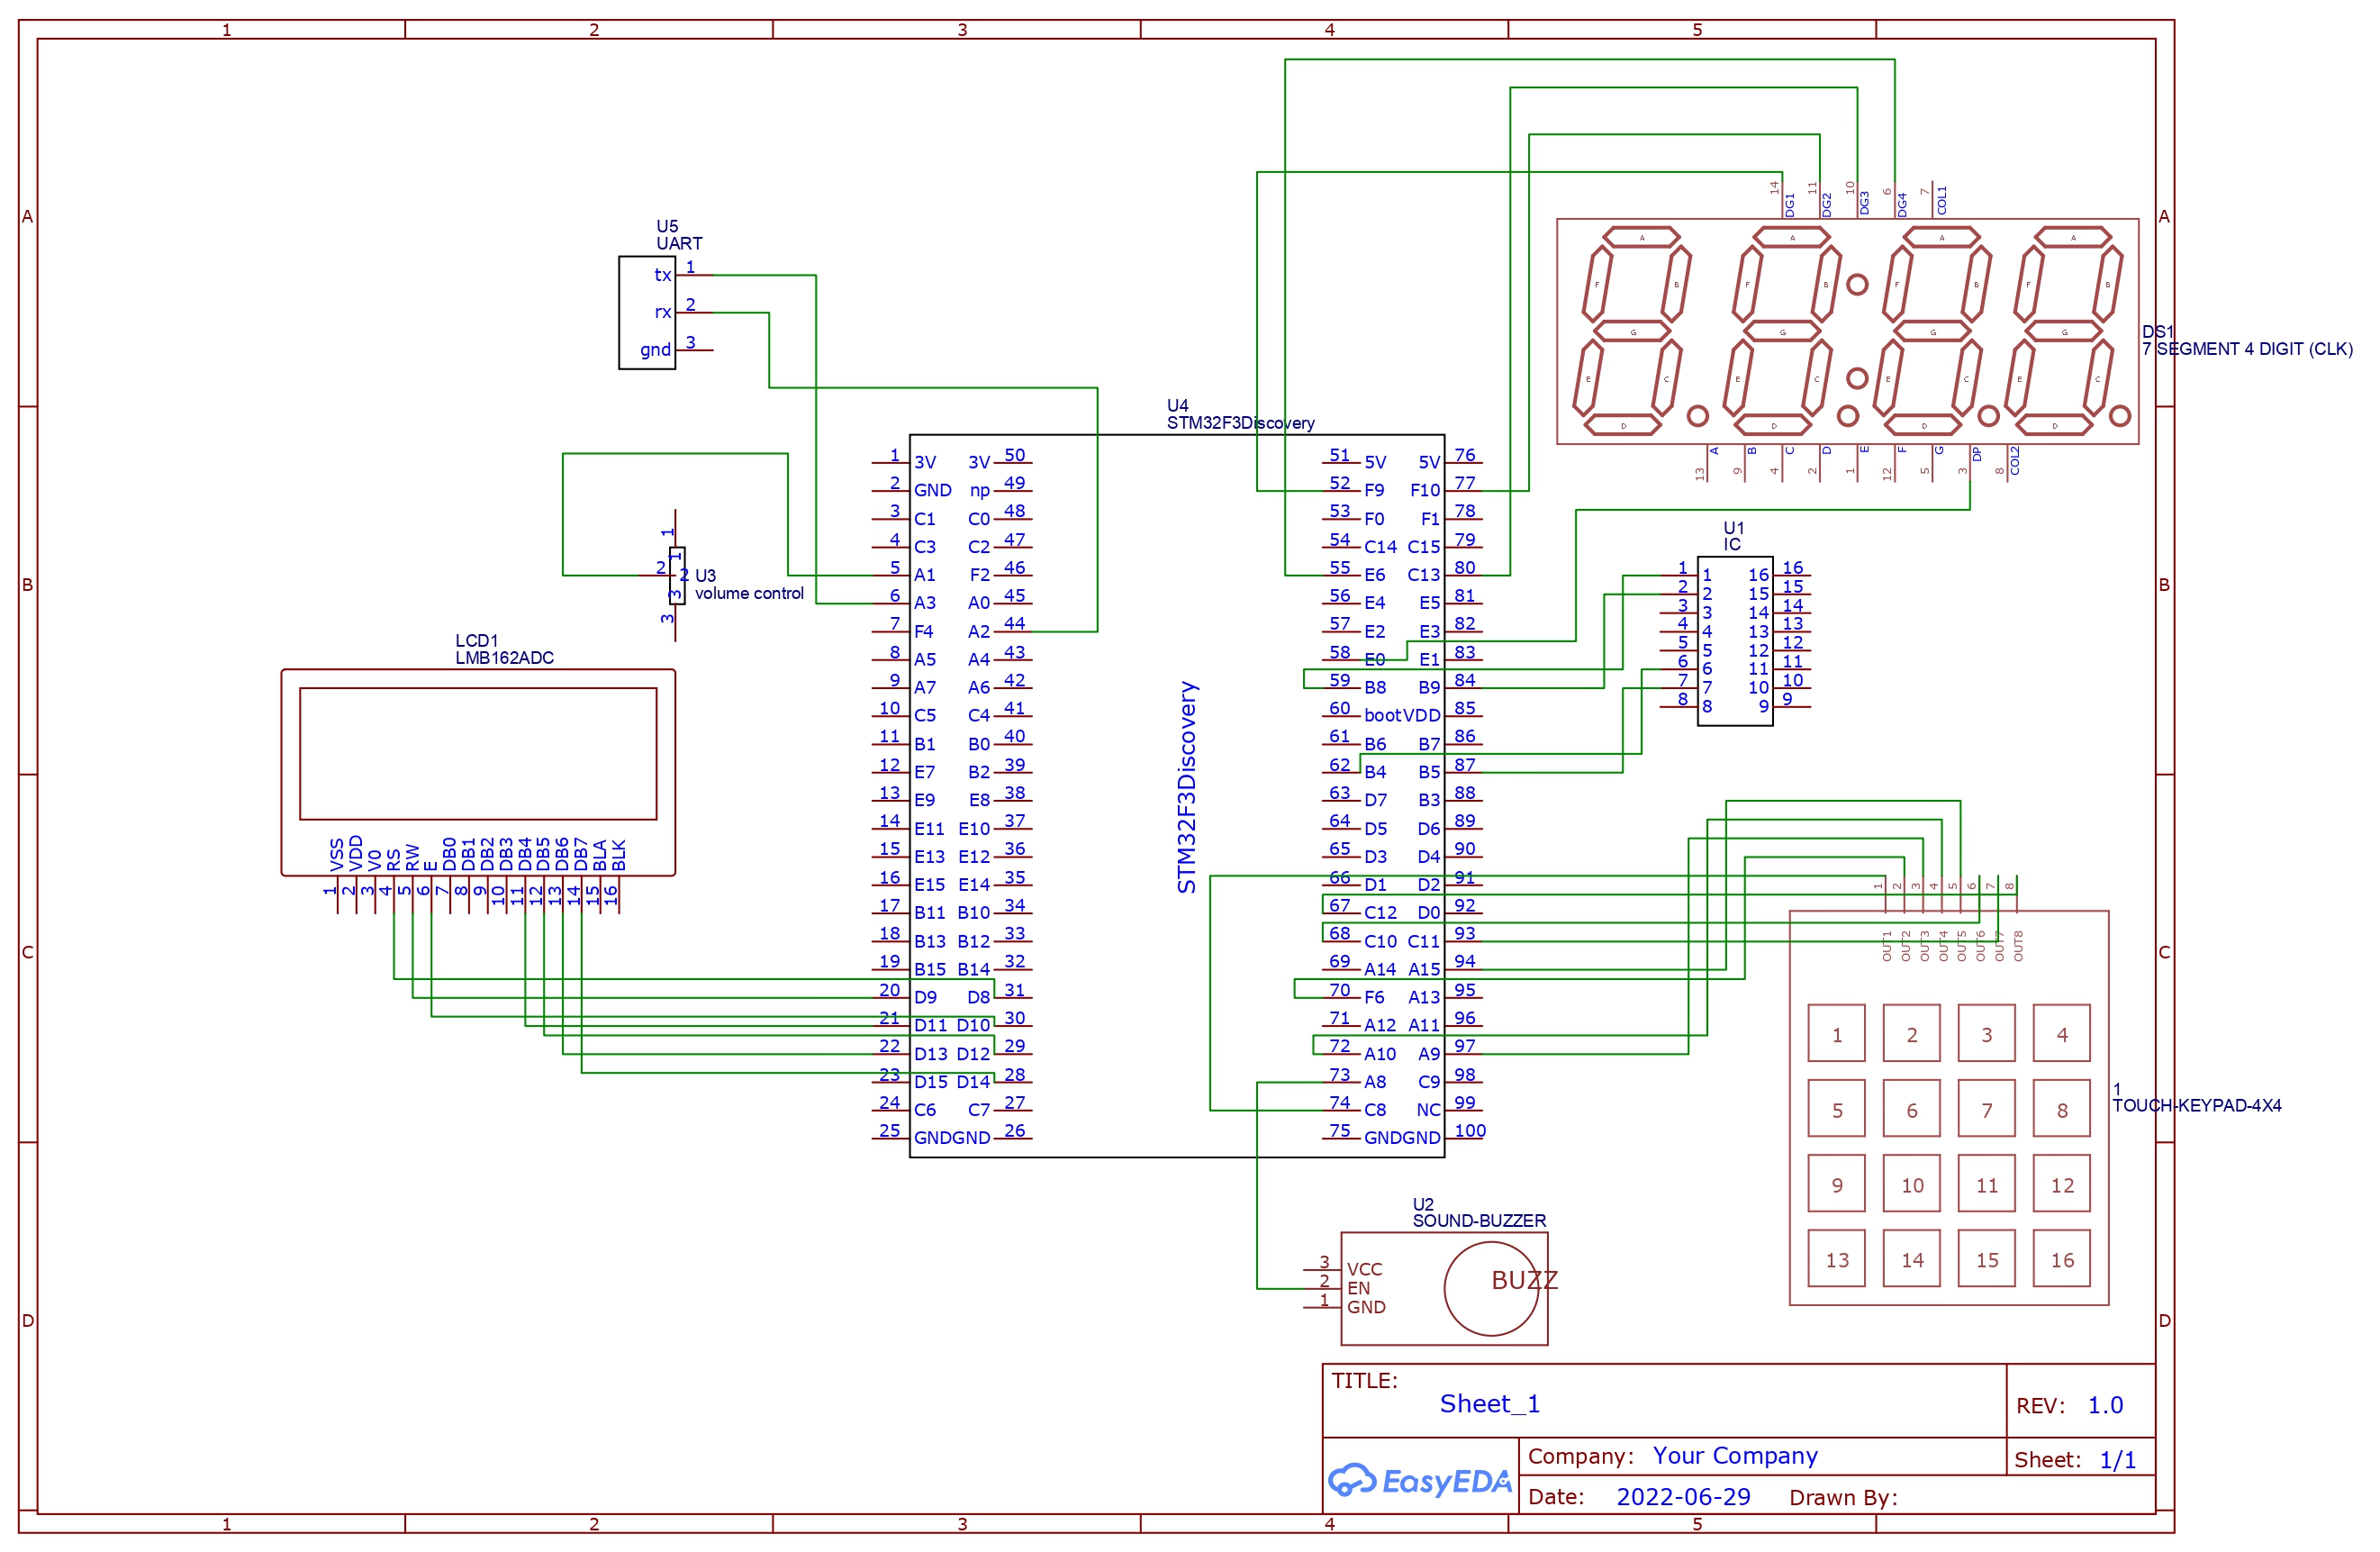 1 2 3 4 5
A A
B B
C C
D D
1 2 3 4 5
U5
UART
tx 1
rx 2
gnd 3
U3
volume control
1 1
2 2
3 3
LCD1
LMB162ADC
VSS VDD V0 RS RW E DB0 DB1 DB2 DB3 DB4 DB5 DB6 DB7 BLA BLK
1 2 3 4 5 6 7 8 9 10 11 12 13 14 15 16
U4
STM32F3Discovery
STM32F3Discovery
1 3V 3V 50
2 GND np 49
3 C1 C0 48
4 C3 C2 47
5 A1 F2 46
6 A3 A0 45
7 F4 A2 44
8 A5 A4 43
9 A7 A6 42
10 C5 C4 41
11 B1 B0 40
12 E7 B2 39
13 E9 E8 38
14 E11 E10 37
15 E13 E12 36
16 E15 E14 35
17 B11 B10 34
18 B13 B12 33
19 B15 B14 32
20 D9 D8 31
21 D11 D10 30
22 D13 D12 29
23 D15 D14 28
24 C6 C7 27
25 GND GND 26
51 5V 5V 76
52 F9 F10 77
53 F0 F1 78
54 C14 C15 79
55 E6 C13 80
56 E4 E5 81
57 E2 E3 82
58 E0 E1 83
59 B8 B9 84
60 boot VDD 85
61 B6 B7 86
62 B4 B5 87
63 D7 B3 88
64 D5 D6 89
65 D3 D4 90
66 D1 D2 91
67 C12 D0 92
68 C10 C11 93
69 A14 A15 94
70 F6 A13 95
71 A12 A11 96
72 A10 A9 97
73 A8 C9 98
74 C8 NC 99
75 GND GND 100
14 11 10 6 7
DG1 DG2 DG3 DG4 COL1
A A A A
F B F B F B F B
G G G G
E C E C E C E C
D D D D
A B C D E F G DP COL2
13 9 4 2 1 12 5 3 8
DS1
7 SEGMENT 4 DIGIT (CLK)
U1
IC
1 1 16 16
2 2 15 15
3 3 14 14
4 4 13 13
5 5 12 12
6 6 11 11
7 7 10 10
8 8 9 9
1 2 3 4 5 6 7 8
OUT1 OUT2 OUT3 OUT4 OUT5 OUT6 OUT7 OUT8
1 2 3 4
5 6 7 8
9 10 11 12
13 14 15 16
1
TOUCH-KEYPAD-4X4
U2
SOUND-BUZZER
3 VCC
2 EN
1 GND
BUZZ
TITLE:
Sheet_1
REV: 1.0
EasyEDA
Company: Your Company
Sheet: 1/1
Date: 2022-06-29 Drawn By: